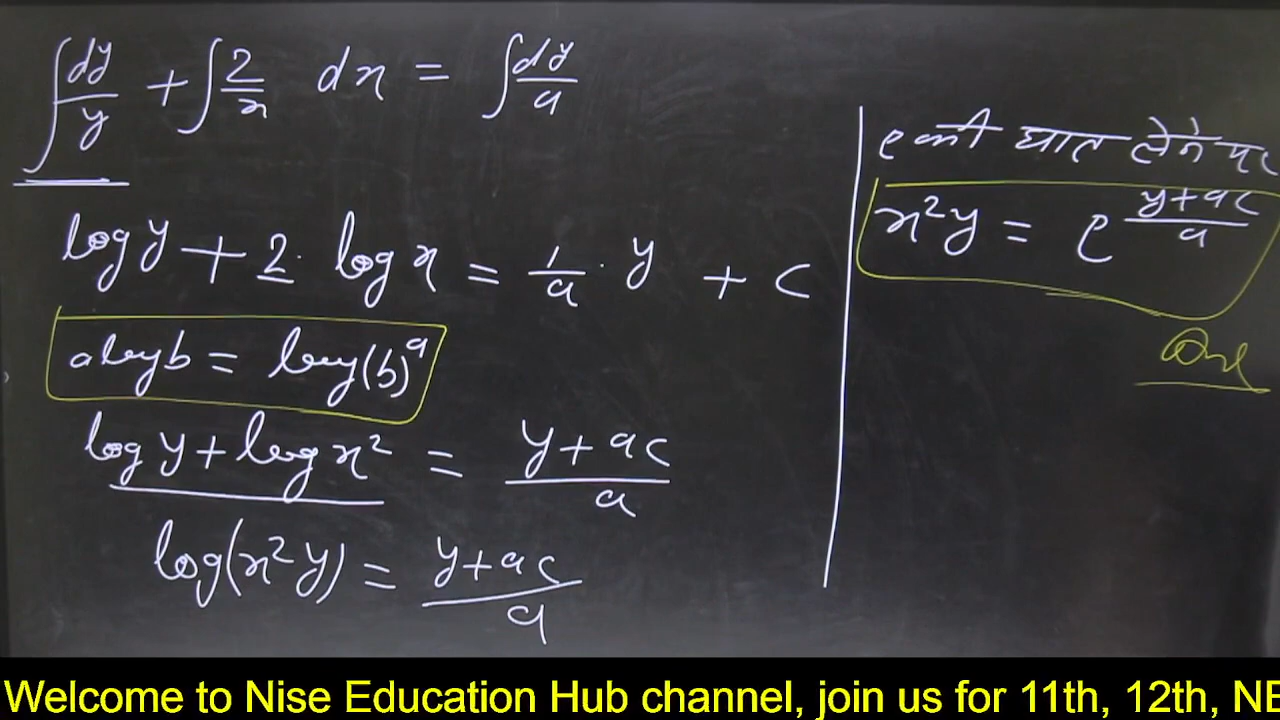 ∫dy/y + ∫2/x dx = ∫dy/a
log y + 2· log x = 1/a · y + c
a log b = log(b)^a
log y + log x² = (y+ac)/a
log(x²y) = (y+ac)/a
e की घात लेने पर
x²y = e^((y+ac)/a)
Ans
Welcome to Nise Education Hub channel, join us for 11th, 12th, NE